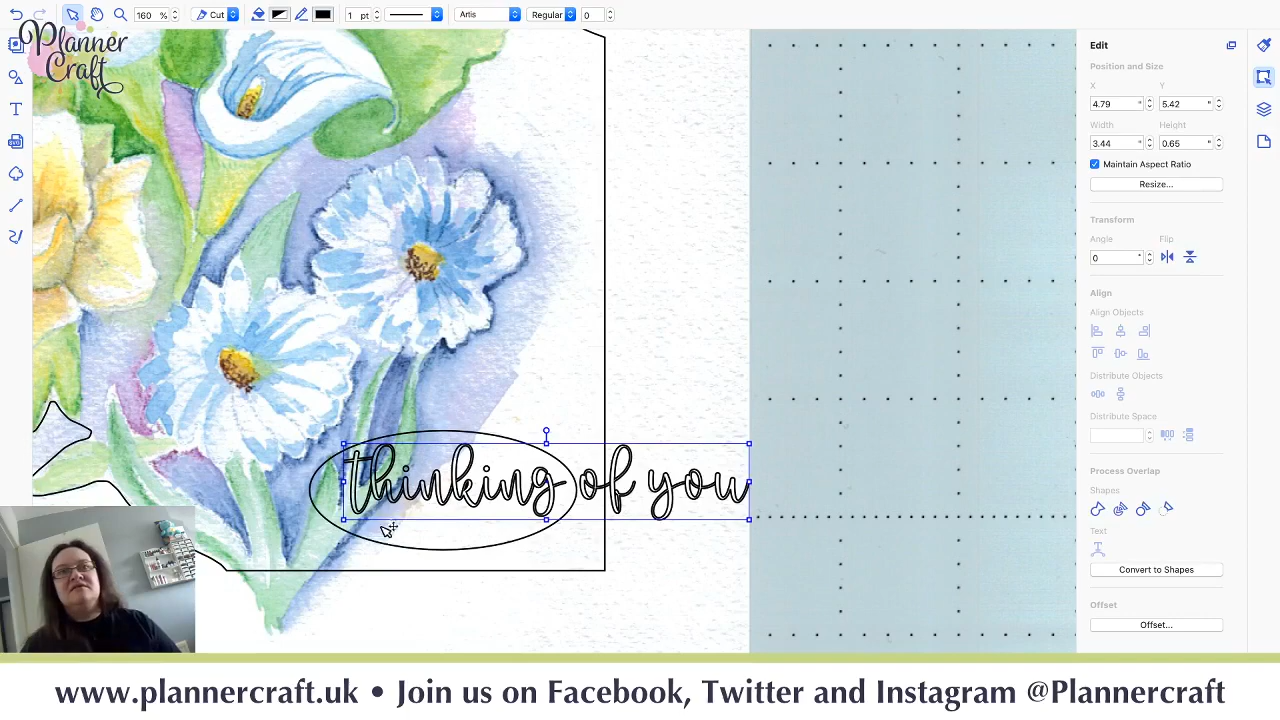 160 %
Cut
1 pt
Artis
Regular
0
Planner
Craft
T
thinking of you
Edit
Position and Size
X
Y
4.79 "
5.42 "
Width
Height
3.44 "
0.65 "
Maintain Aspect Ratio
Resize...
Transform
Angle
Flip
0 °
Align
Align Objects
Distribute Objects
Distribute Space
Process Overlap
Shapes
Text
Convert to Shapes
Offset
Offset...
www.plannercraft.uk • Join us on Facebook, Twitter and Instagram @Plannercraft